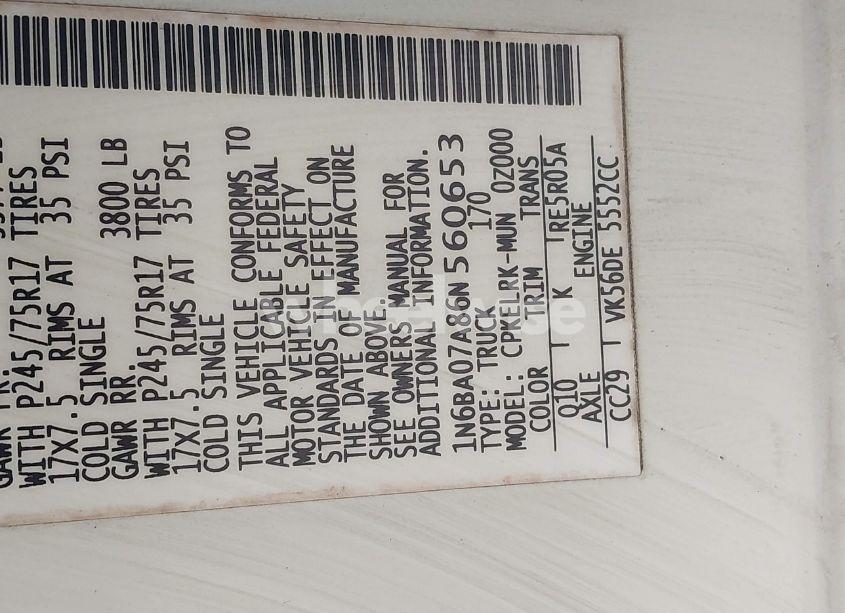 GAWR FR.
WITH P245/75R17 TIRES
17X7.5 RIMS AT 35 PSI
COLD SINGLE
GAWR RR. 3800 LB
WITH P245/75R17 TIRES
17X7.5 RIMS AT 35 PSI
COLD SINGLE
THIS VEHICLE CONFORMS TO
ALL APPLICABLE FEDERAL
MOTOR VEHICLE SAFETY
STANDARDS IN EFFECT ON
THE DATE OF MANUFACTURE
SHOWN ABOVE.
SEE OWNERS MANUAL FOR
ADDITIONAL INFORMATION.
1N6BA07A86N560653
TYPE: TRUCK 170
MODEL: CPKELRK-MUN 0Z000
COLOR TRIM TRANS
Q10 K RE5R05A
AXLE ENGINE
CC29 VK56DE 5552CC